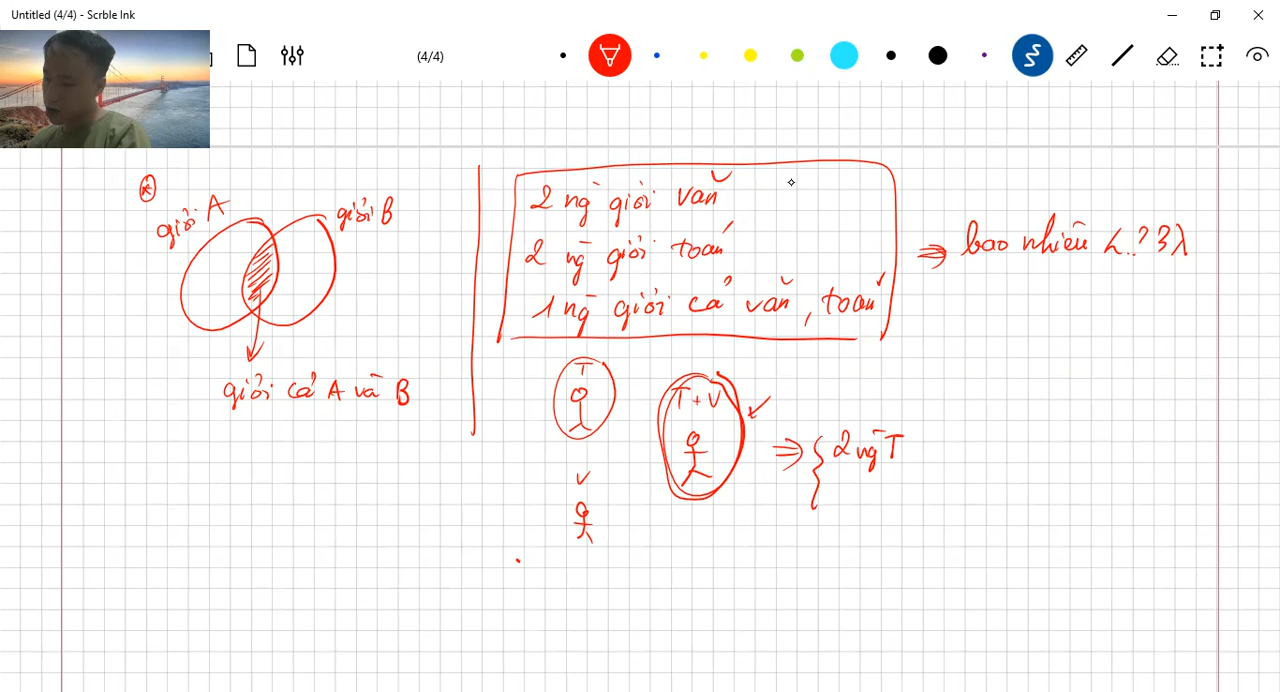 Untitled (4/4) - Scrble Ink
(4/4)
giỏi A
giỏi B
giỏi cả A và B
2 ng̀ giỏi văn
2 ng̀ giỏi toán
1 ng̀ giỏi cả văn, toán
⇒ bao nhiêu
T
V
T + V
⇒ { 2 ng̀ T